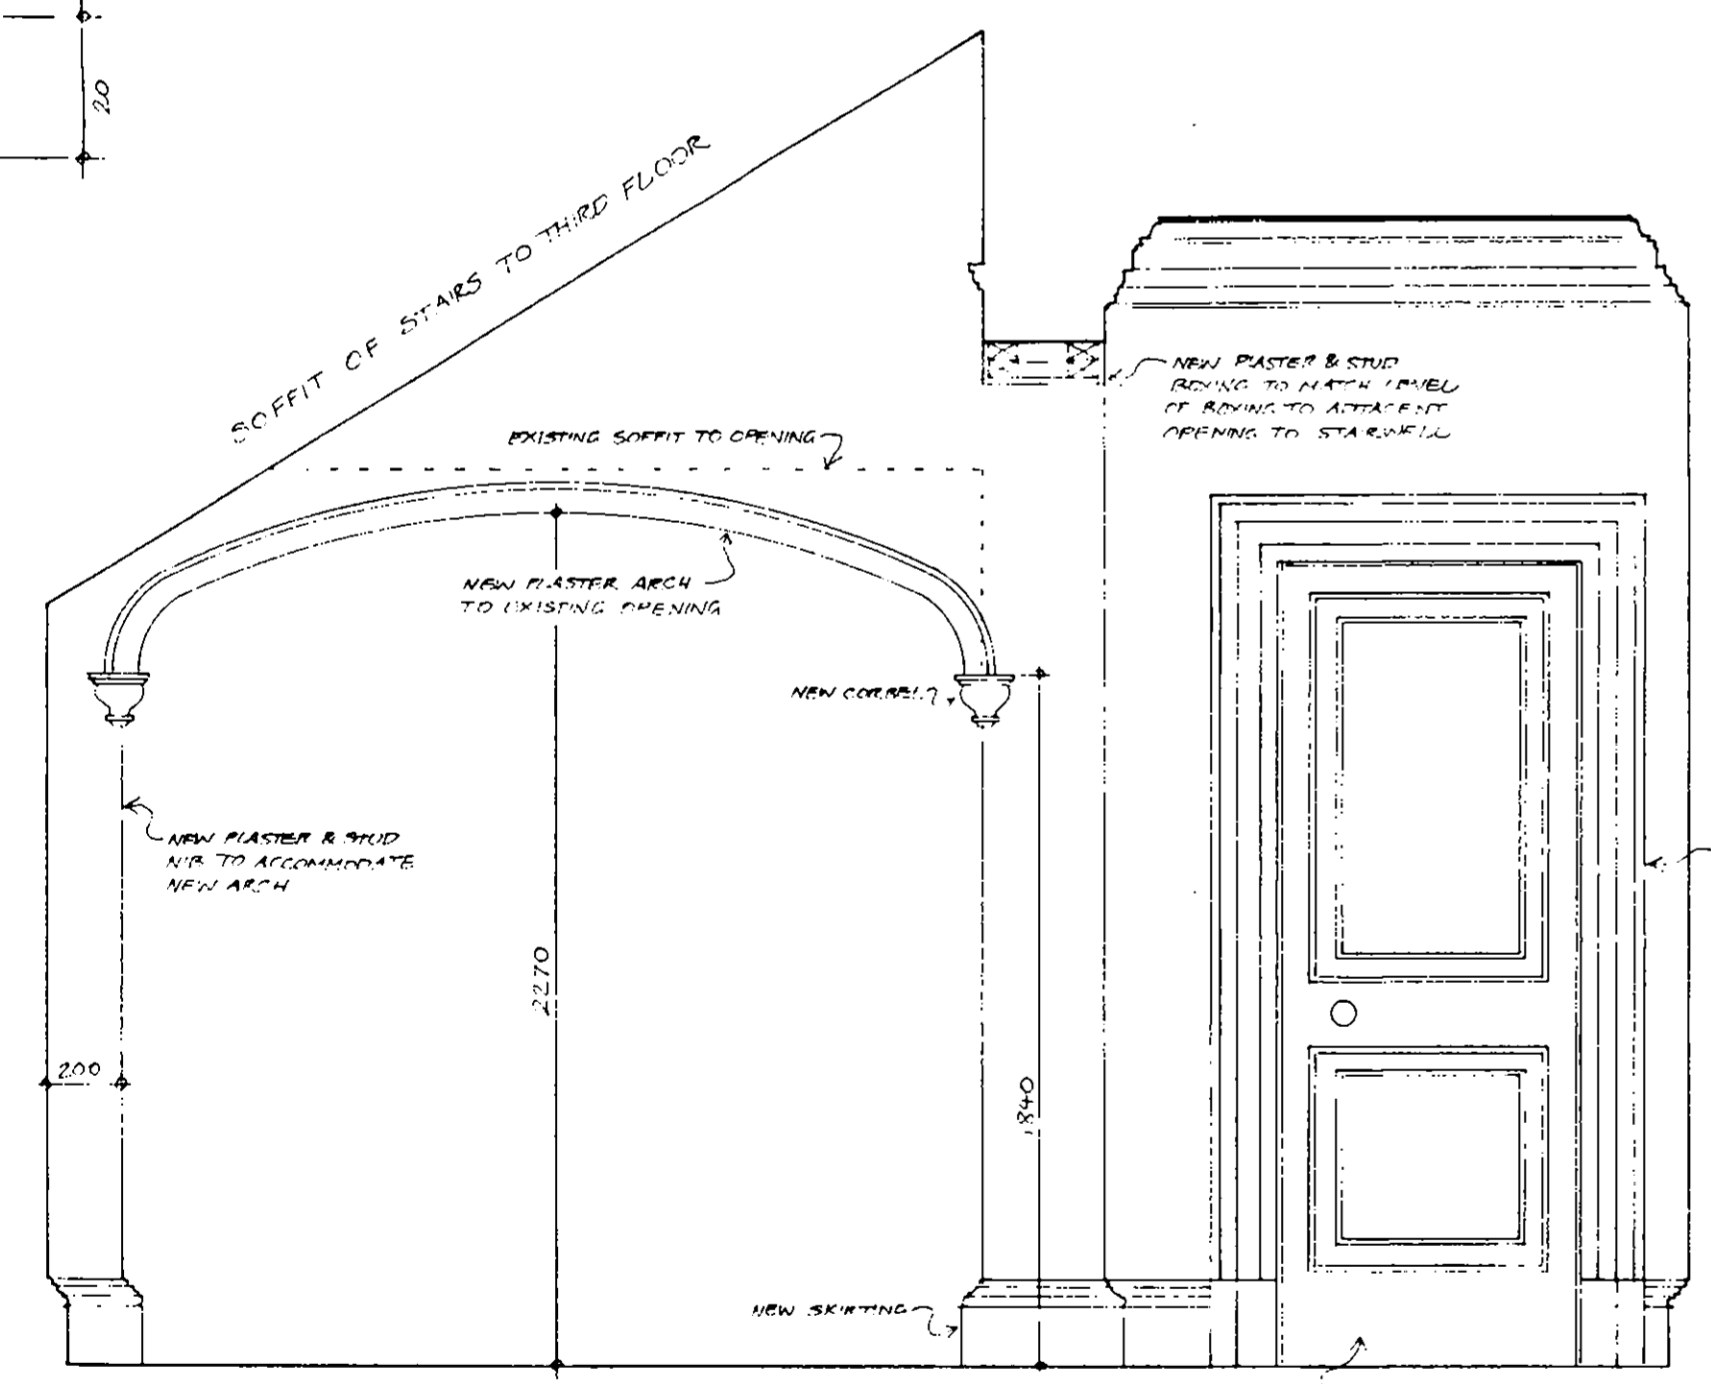 20
SOFFIT OF STAIRS TO THIRD FLOOR
NEW PLASTER & STUD
BOXING TO MATCH LEVEL
OF BOXING TO ADJACENT
OPENING TO STAIRWELL
EXISTING SOFFIT TO OPENING
NEW PLASTER ARCH
TO EXISTING OPENING
NEW CORBEL
NEW PLASTER & STUD
NIB TO ACCOMMODATE
NEW ARCH
2270
200
1840
NEW SKIRTING